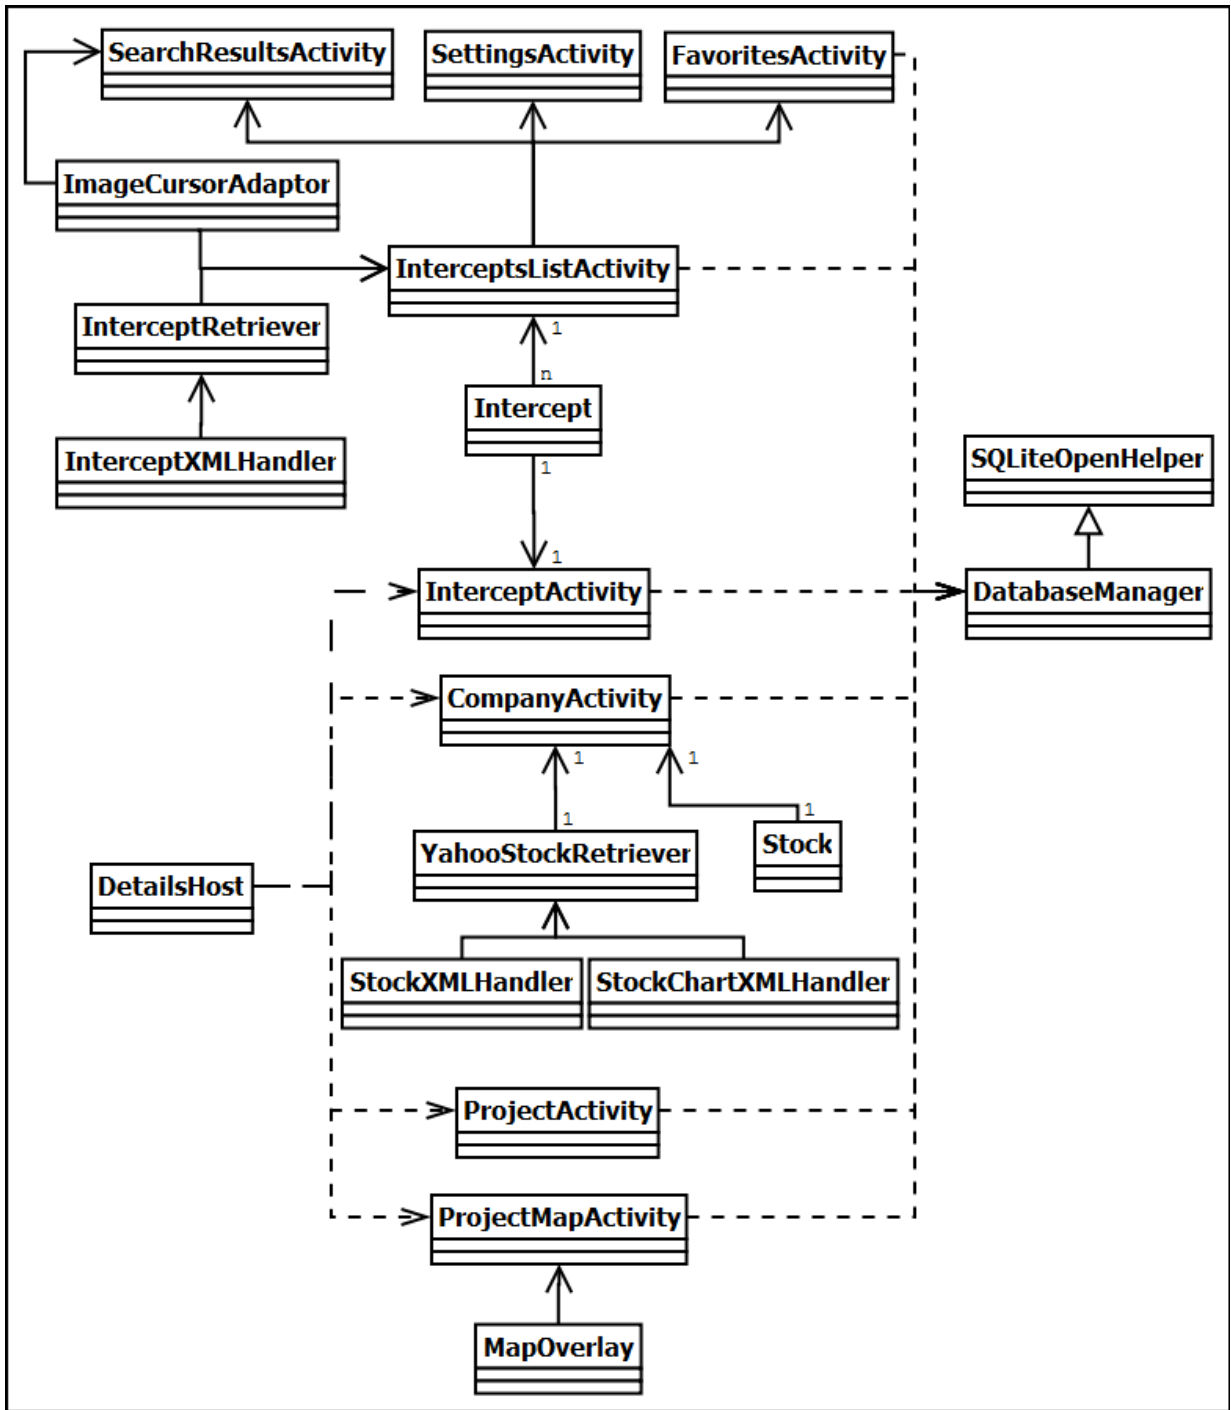 SearchResultsActivity
SettingsActivity
FavoritesActivity
ImageCursorAdaptor
InterceptsListActivity
InterceptRetriever
1
n
Intercept
InterceptXMLHandler
1
SQLiteOpenHelper
1
InterceptActivity
DatabaseManager
CompanyActivity
1
1
1
1
YahooStockRetriever
Stock
DetailsHost
StockXMLHandler
StockChartXMLHandler
ProjectActivity
ProjectMapActivity
MapOverlay